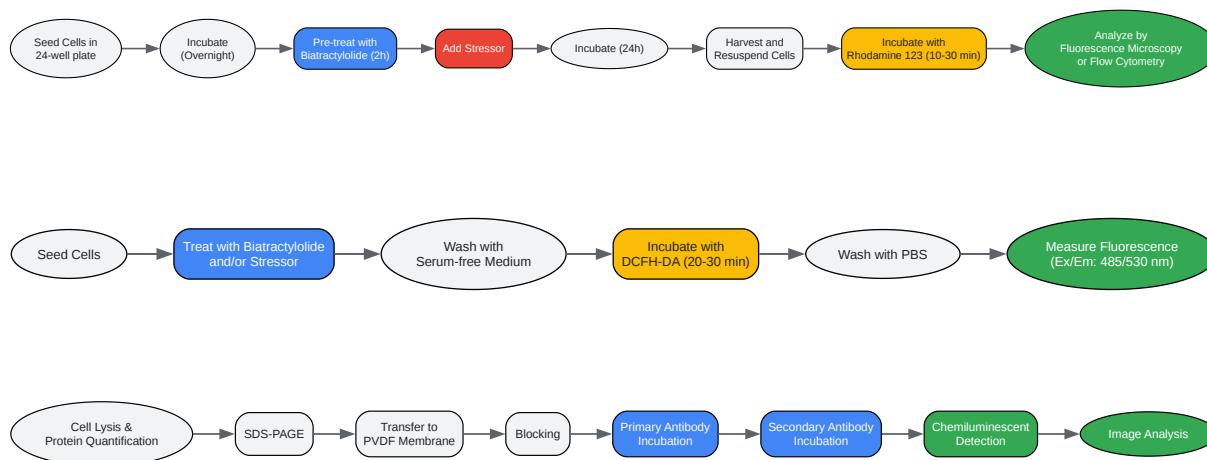 Seed Cells in
24-well plate
Incubate
(Overnight)
Pre-treat with
Biatractylolide (2h)
Add Stressor
Incubate (24h)
Harvest and
Resuspend Cells
Incubate with
Rhodamine 123 (10-30 min)
Analyze by
Fluorescence Microscopy
or Flow Cytometry
Seed Cells
Treat with Biatractylolide
and/or Stressor
Wash with
Serum-free Medium
Incubate with
DCFH-DA (20-30 min)
Wash with PBS
Measure Fluorescence
(Ex/Em: 485/530 nm)
Cell Lysis &
Protein Quantification
SDS-PAGE
Transfer to
PVDF Membrane
Blocking
Primary Antibody
Incubation
Secondary Antibody
Incubation
Chemiluminescent
Detection
Image Analysis